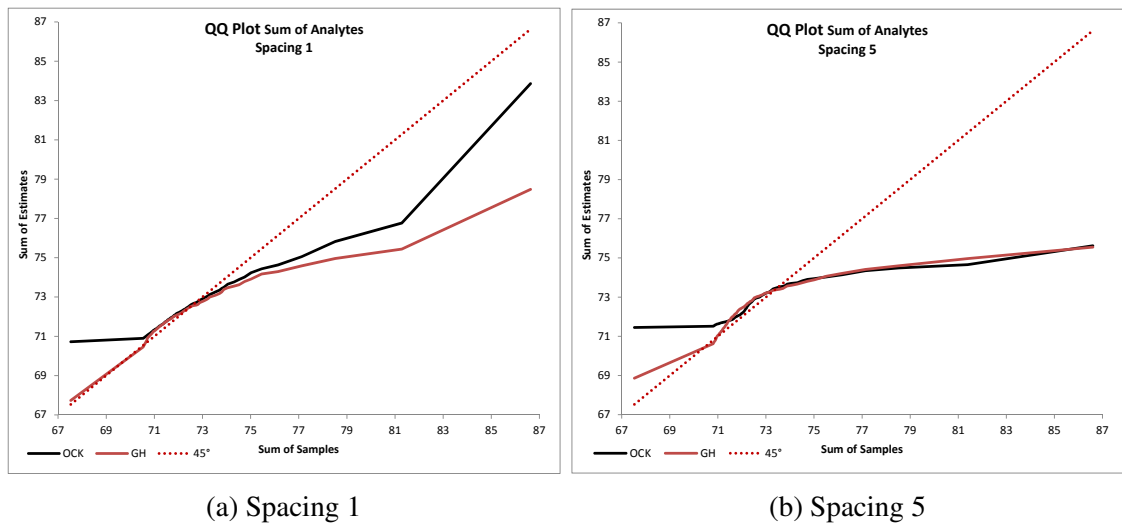 QQ Plot Sum of Analytes
Spacing 1
87
85
83
81
79
77
75
73
71
69
67
Sum of Estimates
67 69 71 73 75 77 79 81 83 85 87
Sum of Samples
OCK GH 45°
(a) Spacing 1
QQ Plot Sum of Analytes
Spacing 5
87
85
83
81
79
77
75
73
71
69
67
Sum of Estimates
67 69 71 73 75 77 79 81 83 85 87
Sum of Samples
OCK GH 45°
(b) Spacing 5